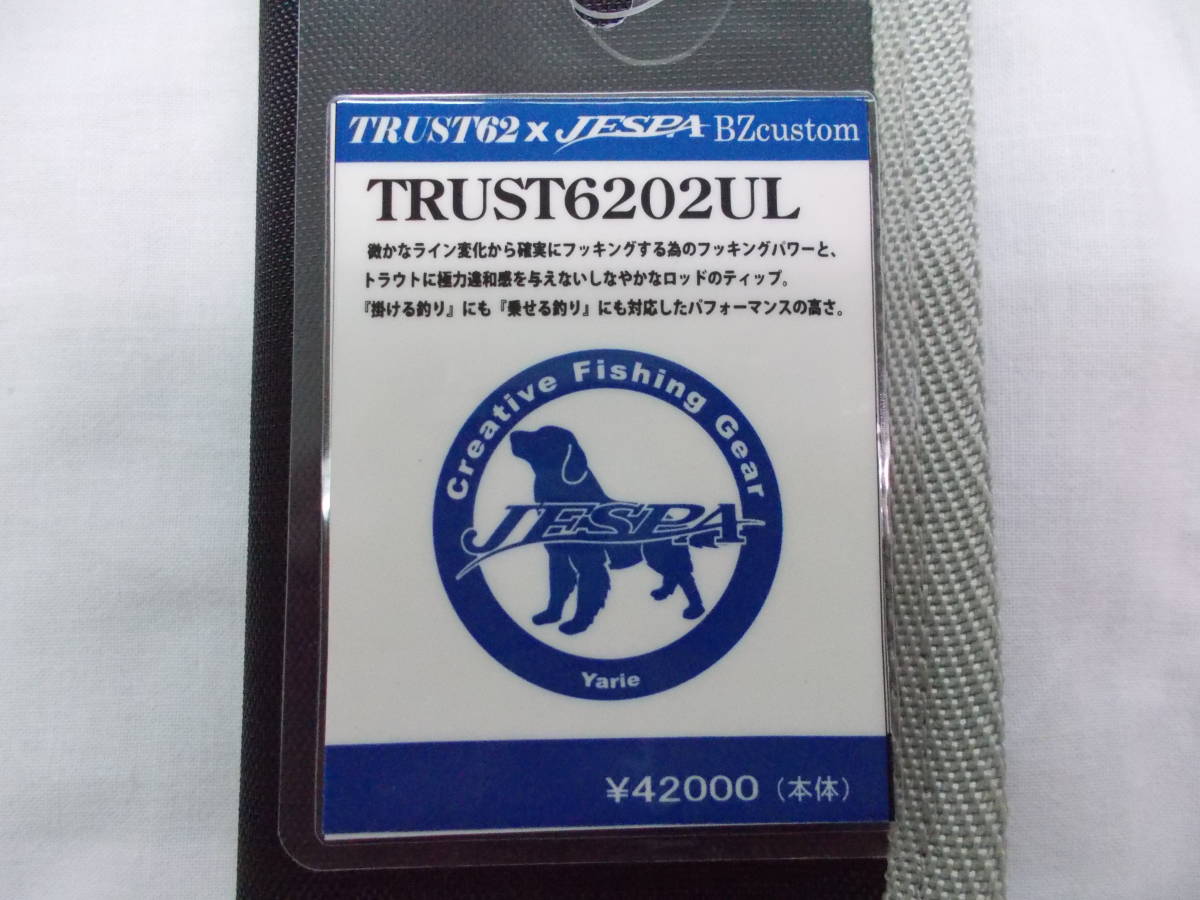 TRUST62 x JESPA BZcustom
TRUST6202UL
微かなライン変化から確実にフッキングする為のフッキングパワーと、
トラウトに極力違和感を与えないしなやかなロッドのティップ。
『掛ける釣り』にも『乗せる釣り』にも対応したパフォーマンスの高さ。
Creative Fishing Gear
JESPA
Yarie
¥42000（本体）